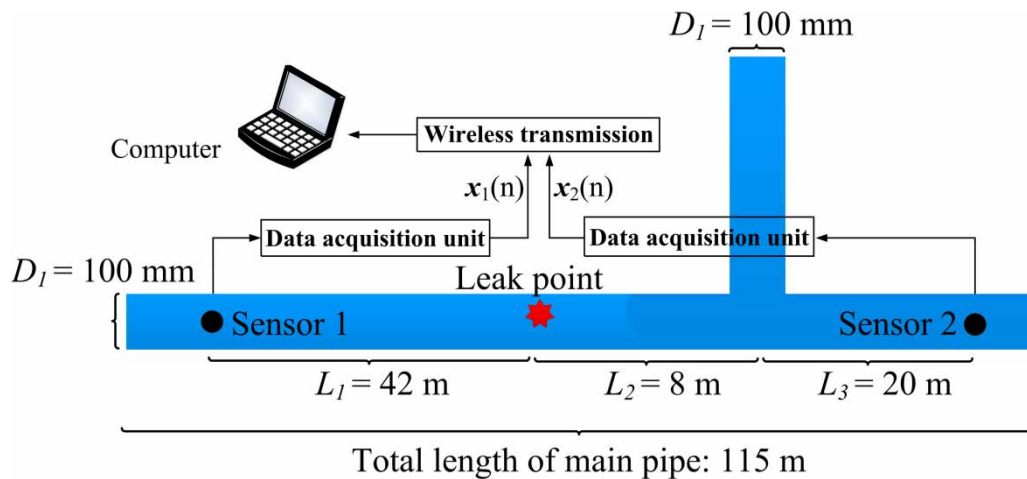 D1 = 100 mm
Wireless transmission
Computer
x1(n) x2(n)
Data acquisition unit Data acquisition unit
D1 = 100 mm
Leak point
Sensor 1 Sensor 2
L1 = 42 m L2 = 8 m L3 = 20 m
Total length of main pipe: 115 m